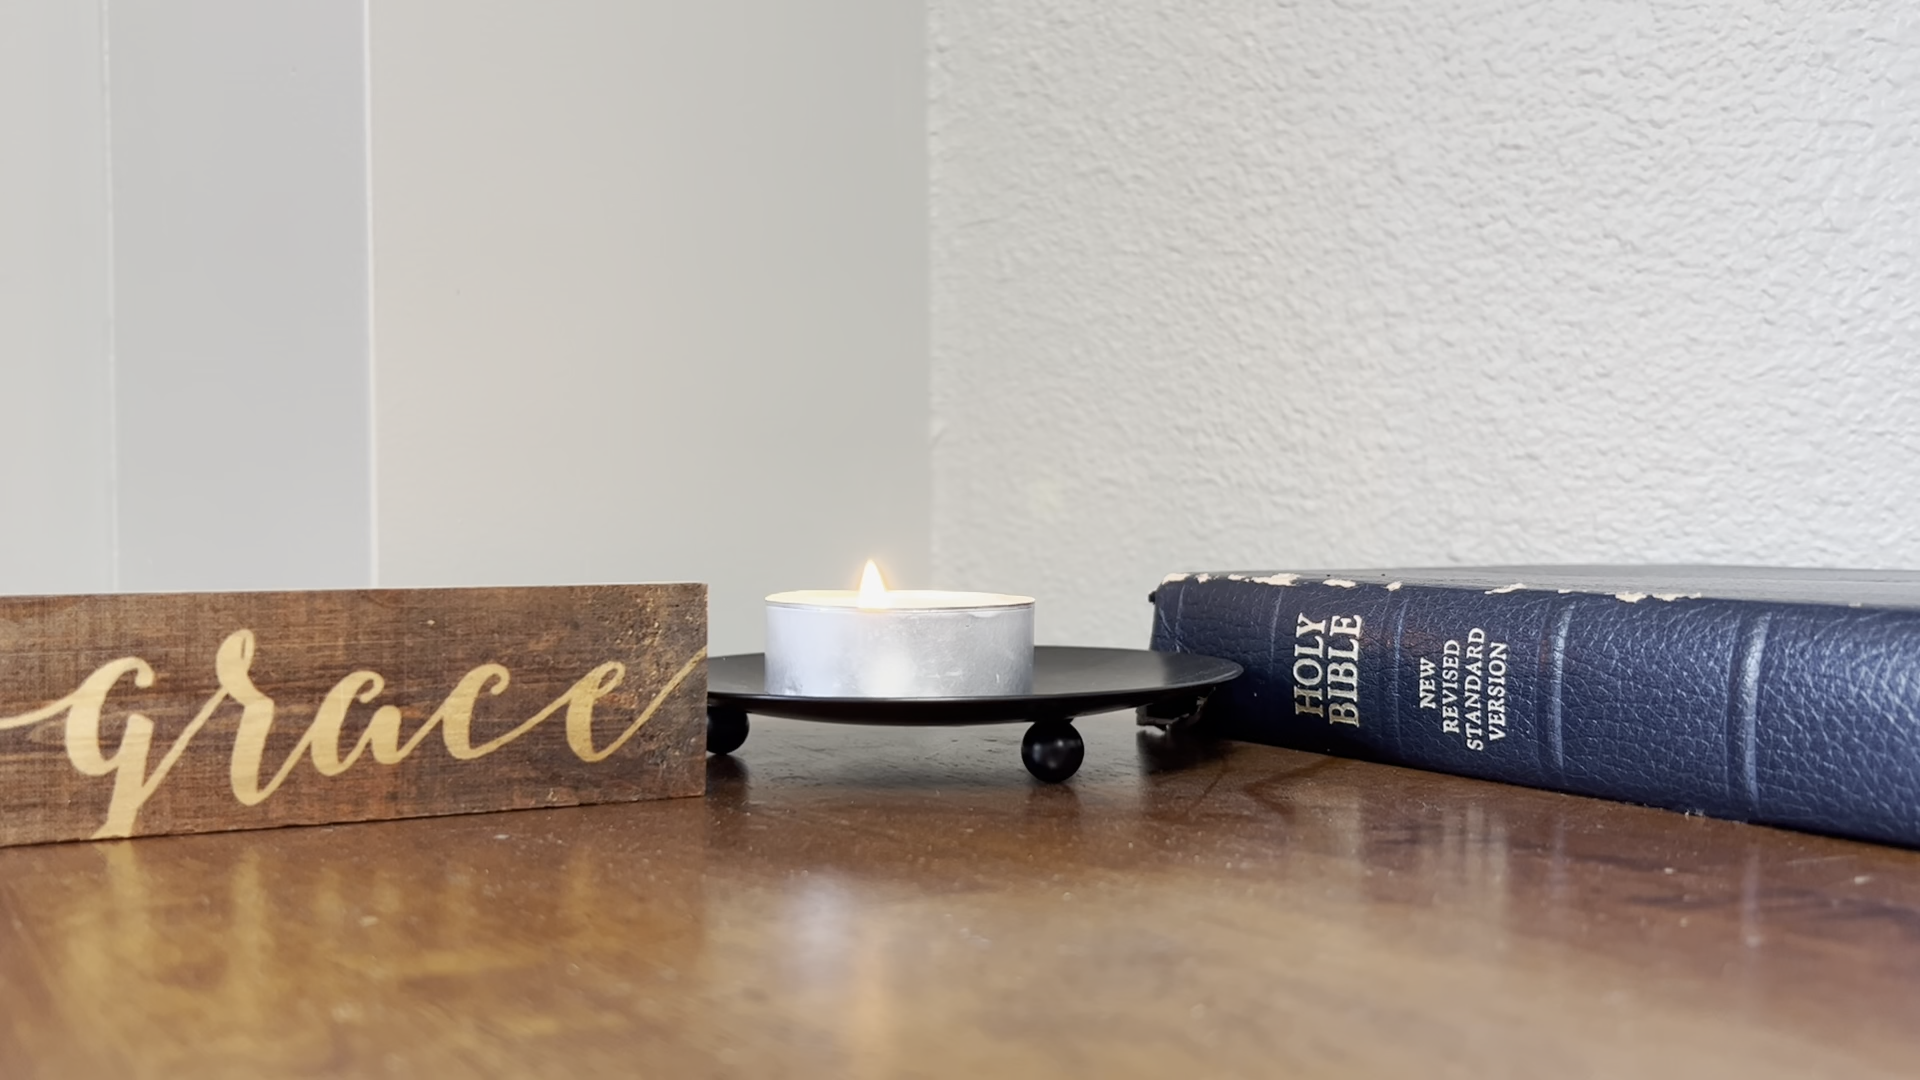 grace
HOLY
BIBLE
NEW
REVISED
STANDARD
VERSION